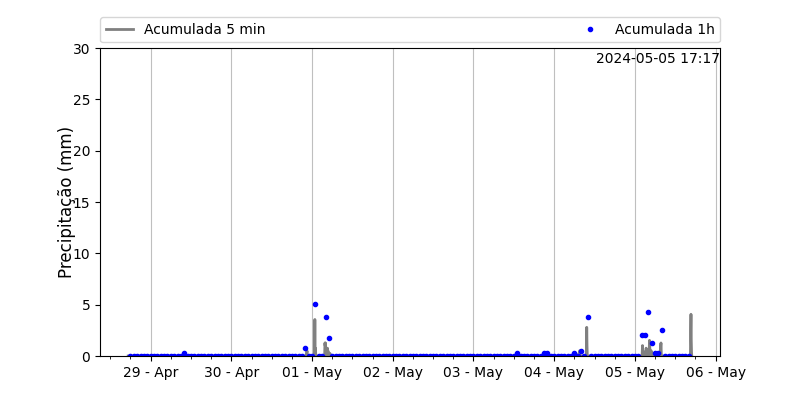 Acumulada 5 min
Acumulada 1h
2024-05-05 17:17
Precipitação (mm)
30
25
20
15
10
5
0
29 - Apr
30 - Apr
01 - May
02 - May
03 - May
04 - May
05 - May
06 - May